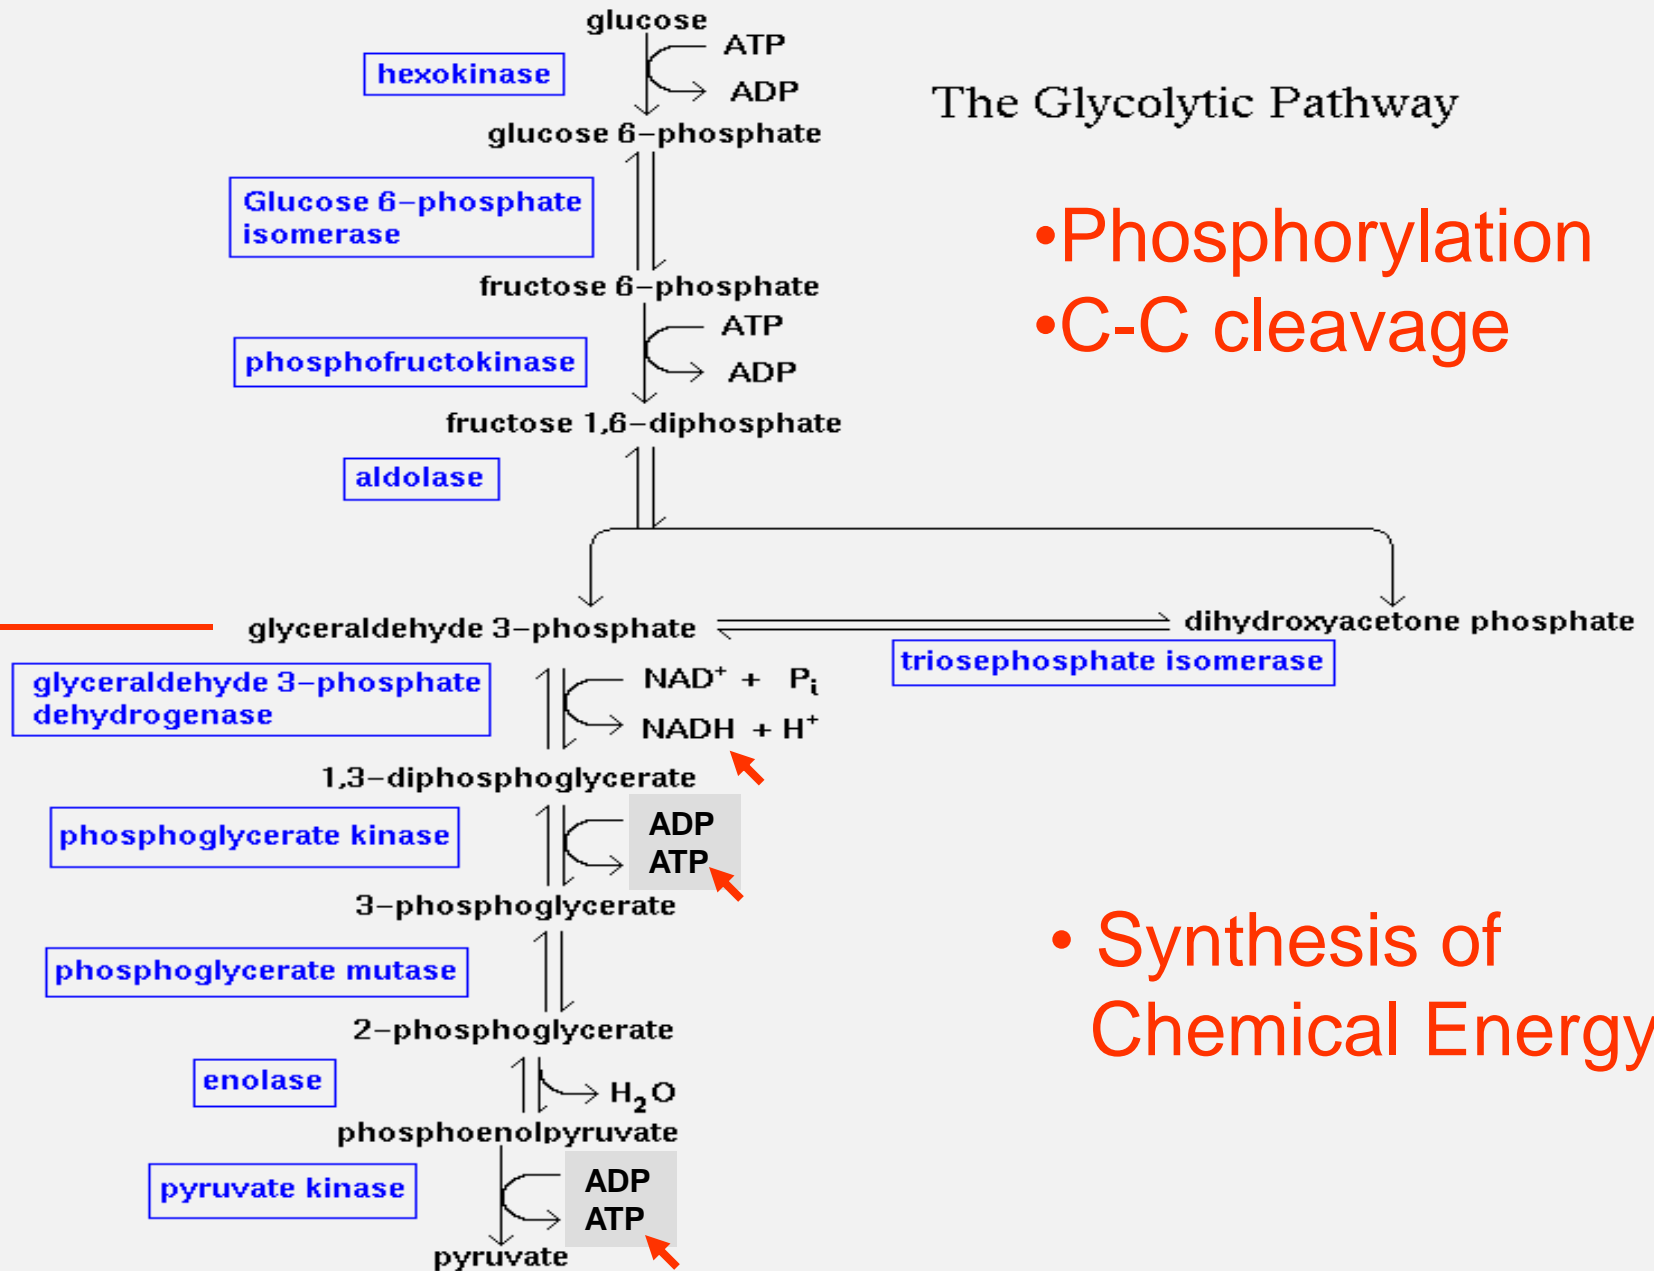 glucose
ATP
hexokinase
ADP
The Glycolytic Pathway
glucose 6-phosphate
Glucose 6-phosphate
isomerase
•Phosphorylation
fructose 6-phosphate
•C-C cleavage
ATP
phosphofructokinase
ADP
fructose 1,6-diphosphate
aldolase
glyceraldehyde 3-phosphate
dihydroxyacetone phosphate
triosephosphate isomerase
glyceraldehyde 3-phosphate
dehydrogenase
NAD⁺ + Pᵢ
NADH + H⁺
1,3-diphosphoglycerate
phosphoglycerate kinase
ADP
ATP
3-phosphoglycerate
• Synthesis of
Chemical Energy
phosphoglycerate mutase
2-phosphoglycerate
enolase
H₂O
phosphoenolpyruvate
pyruvate kinase
ADP
ATP
pyruvate